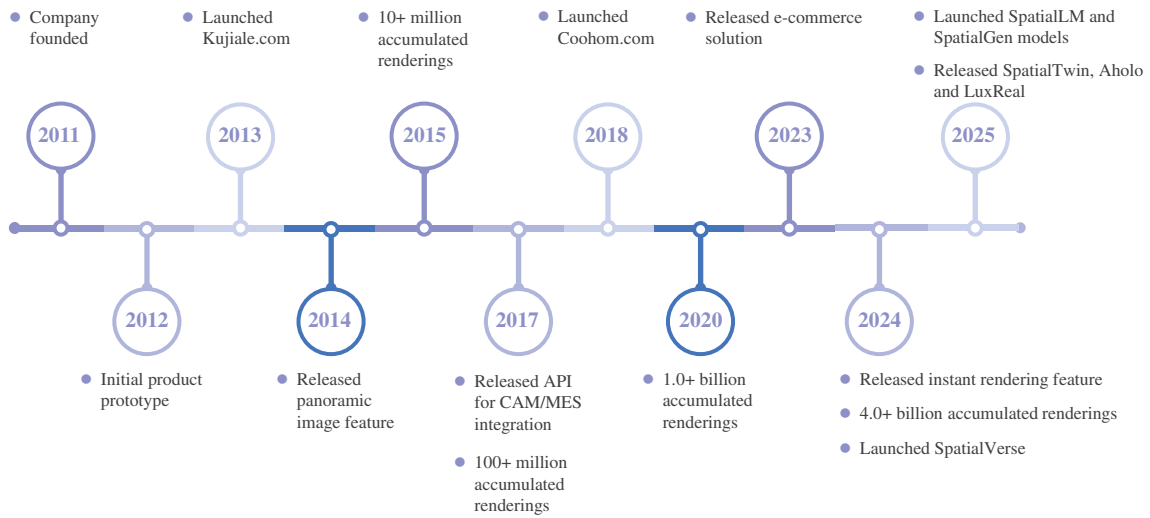 Company
founded
Launched
Kujiale.com
10+ million
accumulated
renderings
Launched
Coohom.com
Released e-commerce
solution
Launched SpatialLM and
SpatialGen models
Released SpatialTwin, Aholo
and LuxReal
2011
2013
2015
2018
2023
2025
2012
2014
2017
2020
2024
Initial product
prototype
Released
panoramic
image feature
Released API
for CAM/MES
integration
100+ million
accumulated
renderings
1.0+ billion
accumulated
renderings
Released instant rendering feature
4.0+ billion accumulated renderings
Launched SpatialVerse